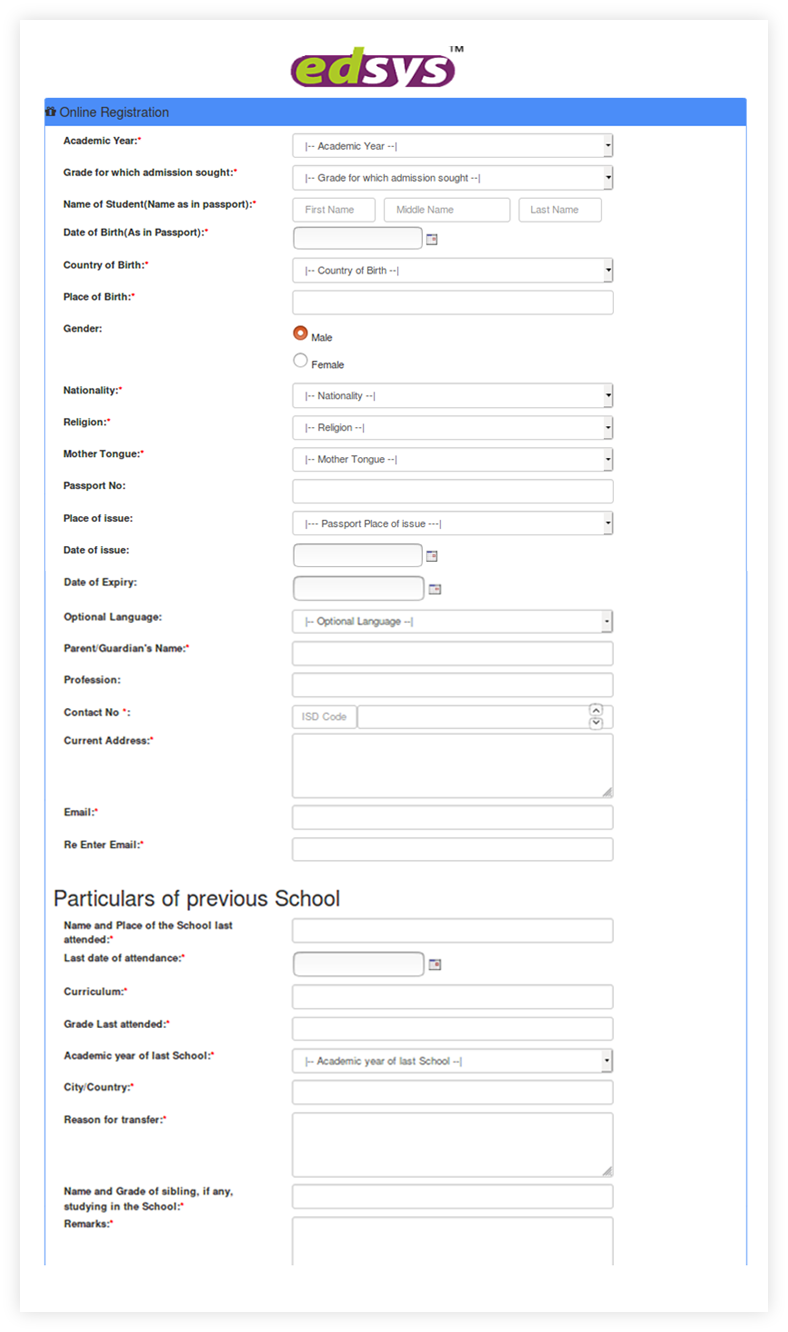 edsys™
Online Registration
Academic Year:* |-- Academic Year --|
Grade for which admission sought:* |-- Grade for which admission sought --|
Name of Student(Name as in passport):* First Name Middle Name Last Name
Date of Birth(As in Passport):*
Country of Birth:* |-- Country of Birth --|
Place of Birth:*
Gender: Male
Female
Nationality:* |-- Nationality --|
Religion:* |-- Religion --|
Mother Tongue:* |-- Mother Tongue --|
Passport No:
Place of issue: |--- Passport Place of issue ---|
Date of issue:
Date of Expiry:
Optional Language: |-- Optional Language --|
Parent/Guardian's Name:*
Profession:
Contact No *: ISD Code
Current Address:*
Email:*
Re Enter Email:*
Particulars of previous School
Name and Place of the School last
attended:*
Last date of attendance:*
Curriculum:*
Grade Last attended:*
Academic year of last School:* |-- Academic year of last School --|
City/Country:*
Reason for transfer:*
Name and Grade of sibling, if any,
studying in the School:*
Remarks:*